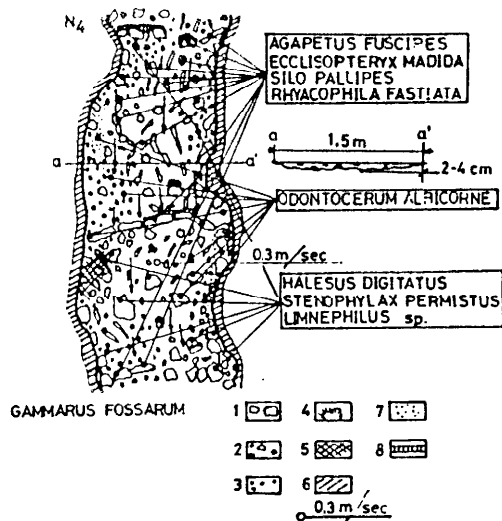 N4
AGAPETUS FUSCIPES
ECCLISOPTERYX MADIDA
SILO PALLIPES
RHYACOPHILA FASTIATA
a a'
1,5 m
2-4 cm
a a'
ODONTOCERUM ALBICORNE
0.3 m/sec
HALESUS DIGITATUS
STENOPHYLAX PERMISTUS
LIMNEPHILUS sp.
GAMMARUS FOSSARUM
1 4 7
2 5 8
3 6
0.3 m/sec